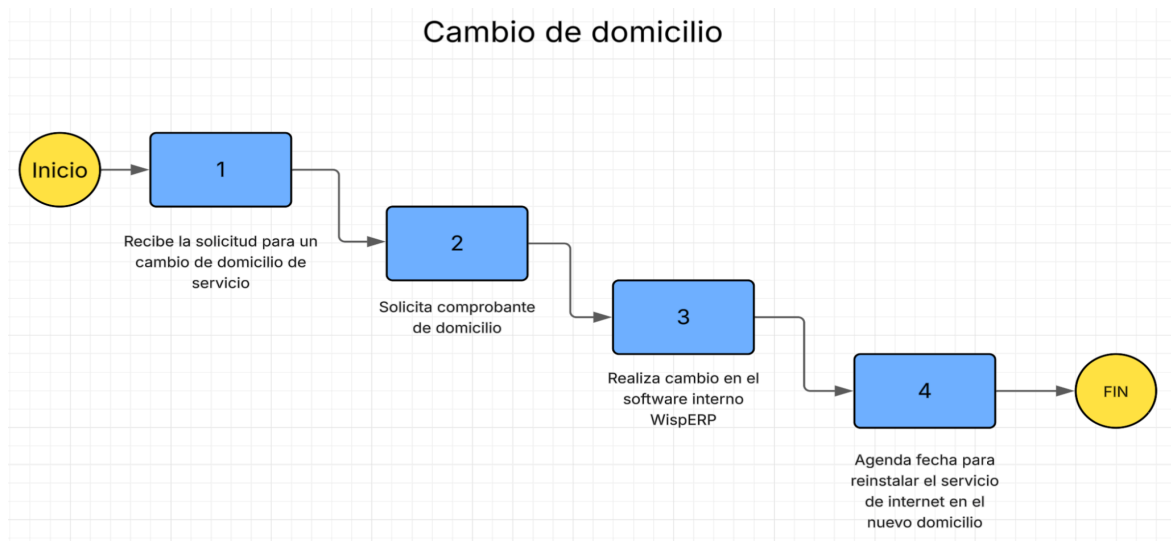 Cambio de domicilio
Inicio
1
Recibe la solicitud para un
cambio de domicilio de
servicio
2
Solicita comprobante
de domicilio
3
Realiza cambio en el
software interno
WispERP
4
Agenda fecha para
reinstalar el servicio
de internet en el
nuevo domicilio
FIN